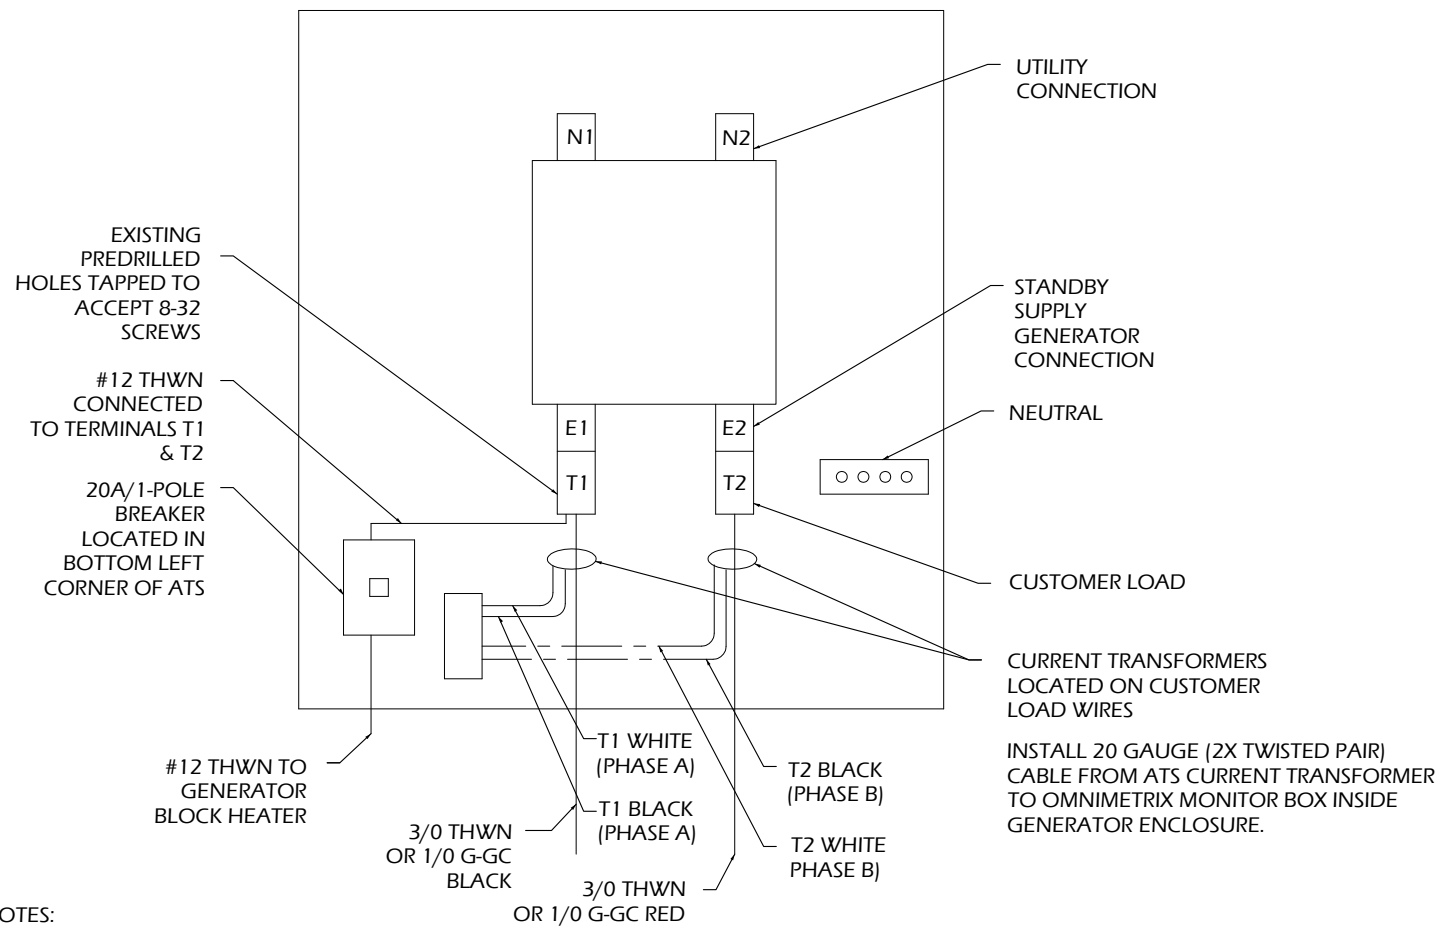 UTILITY
CONNECTION
N1
N2
EXISTING
PREDRILLED
HOLES TAPPED TO
ACCEPT 8-32
SCREWS
STANDBY
SUPPLY
GENERATOR
CONNECTION
#12 THWN
CONNECTED
TO TERMINALS T1
& T2
NEUTRAL
E1
E2
T1
T2
20A/1-POLE
BREAKER
LOCATED IN
BOTTOM LEFT
CORNER OF ATS
CUSTOMER LOAD
CURRENT TRANSFORMERS
LOCATED ON CUSTOMER
LOAD WIRES
INSTALL 20 GAUGE (2X TWISTED PAIR)
CABLE FROM ATS CURRENT TRANSFORMER
TO OMNIMETRIX MONITOR BOX INSIDE
GENERATOR ENCLOSURE.
#12 THWN TO
GENERATOR
BLOCK HEATER
T1 WHITE
(PHASE A)
T1 BLACK
(PHASE A)
T2 BLACK
(PHASE B)
T2 WHITE
PHASE B)
3/0 THWN
OR 1/0 G-GC
BLACK
3/0 THWN
OR 1/0 G-GC RED
OTES: